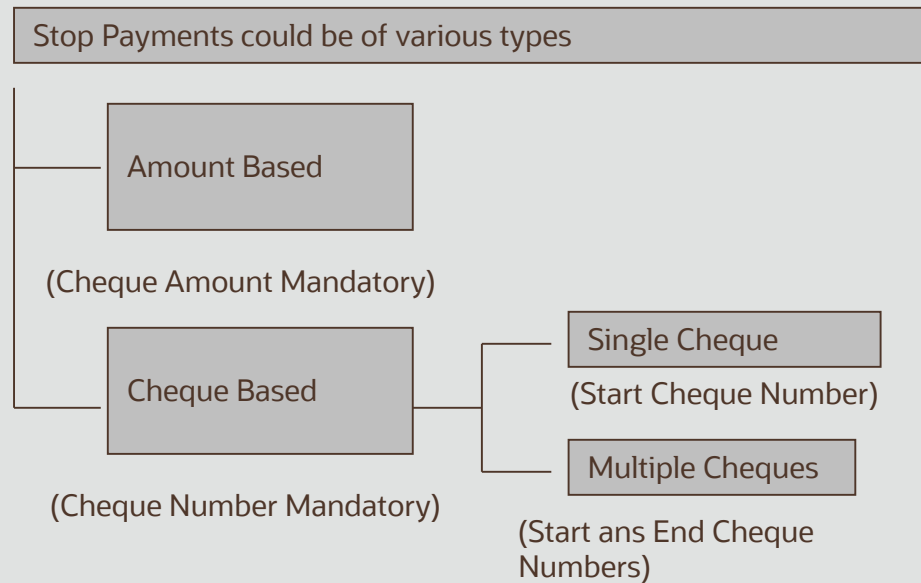 Stop Payments could be of various types
Amount Based
(Cheque Amount Mandatory)
Cheque Based
(Cheque Number Mandatory)
Single Cheque
(Start Cheque Number)
Multiple Cheques
(Start ans End Cheque
Numbers)